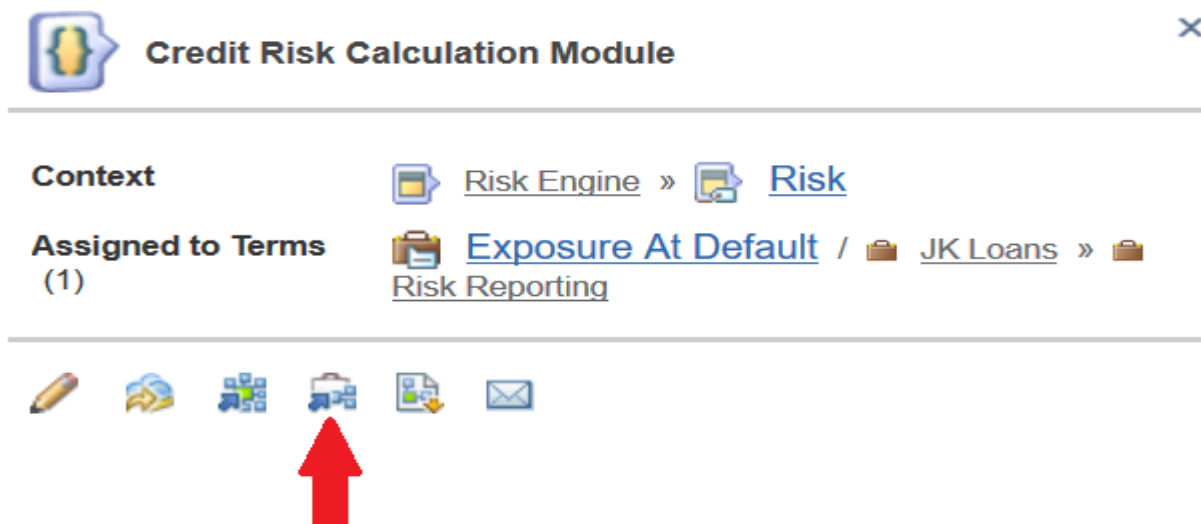 Credit Risk Calculation Module
Context
Risk Engine » Risk
Assigned to Terms
(1)
Exposure At Default / JK Loans »
Risk Reporting